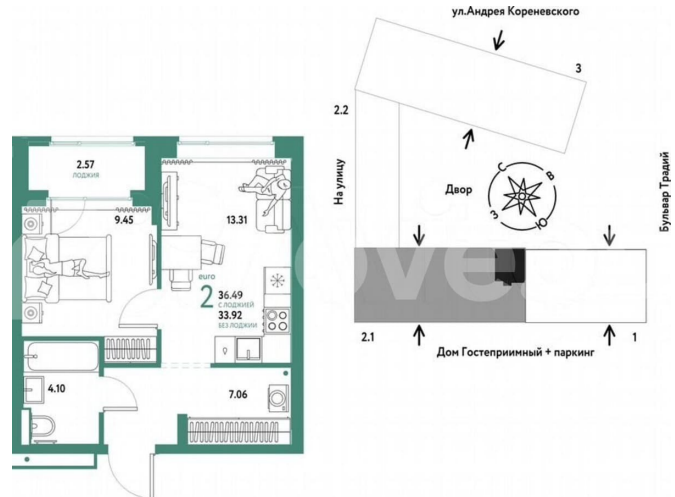 ул.Андрея Кореневского
3
2.2
На улицу
Двор
С
В
З
Ю
Бульвар Традий
2.1
1
Дом Гостеприимный + паркинг
2.57
ЛОДЖИЯ
9.45
13.31
euro
2
36.49
С ЛОДЖИЕЙ
33.92
БЕЗ ЛОДЖИИ
4.10
7.06